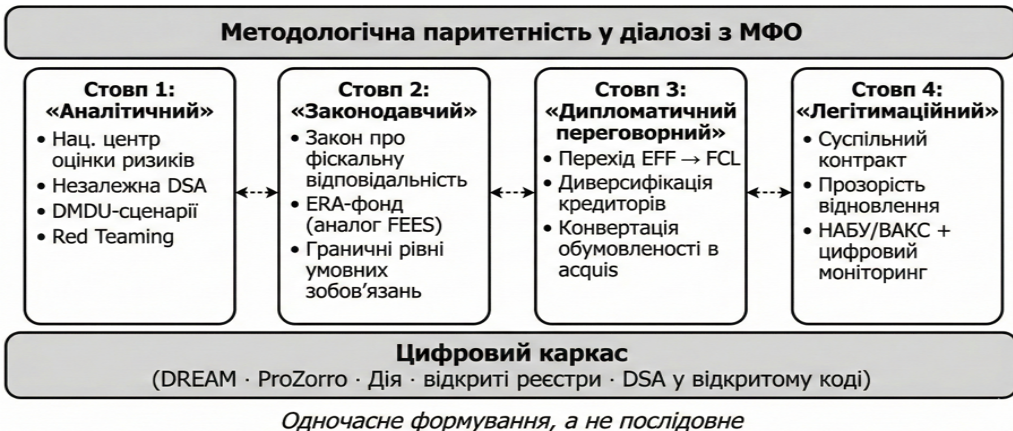 Методологічна паритетність у діалозі з МФО
Стовп 1:
«Аналітичний»
• Нац. центр
оцінки ризиків
• Незалежна DSA
• DMDU-сценарії
• Red Teaming
Стовп 2:
«Законодавчий»
• Закон про
фіскальну
відповідальність
• ERA-фонд
(аналог FEES)
• Граничні рівні
умовних
зобов’язань
Стовп 3:
«Дипломатичний
переговорний»
• Перехід EFF → FCL
• Диверсифікація
кредиторів
• Конвертація
обумовленості в
acquis
Стовп 4:
«Легітимаційний»
• Суспільний
контракт
• Прозорість
відновлення
• НАБУ/ВАКС +
цифровий
моніторинг
Цифровий каркас
(DREAM · ProZorro · Дія · відкриті реєстри · DSA у відкритому коді)
Одночасне формування, а не послідовне